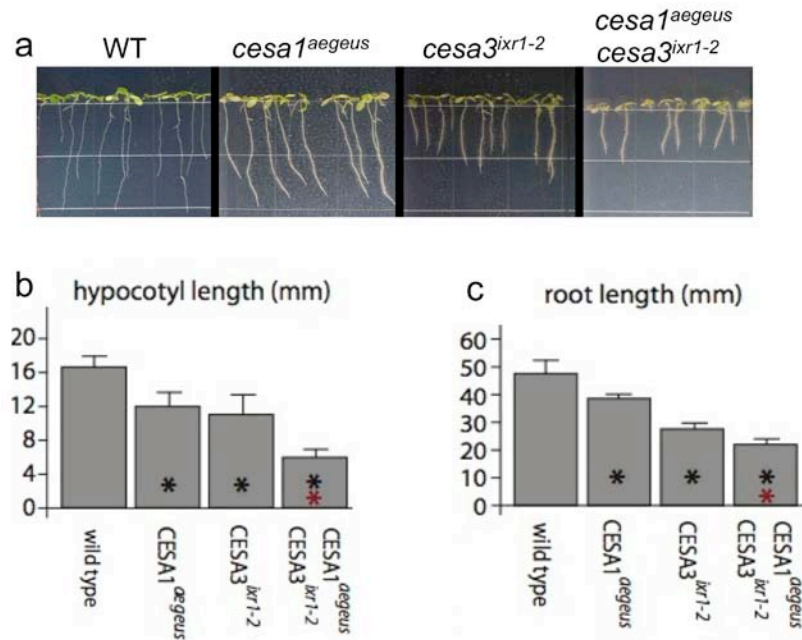 a
WT
cesa1aegeus
cesa3ixr1-2
cesa1aegeus
cesa3ixr1-2
b
hypocotyl length (mm)
20
16
12
8
4
0
*
*
*
*
wild type
CESA1ægeus
CESA3ixr1-2
CESA1aegeus
CESA3ixr1-2
c
root length (mm)
60
50
40
30
20
10
0
*
*
*
*
wild type
CESA1aegeus
CESA3ixr1-2
CESA1aegeus
CESA3ixr1-2